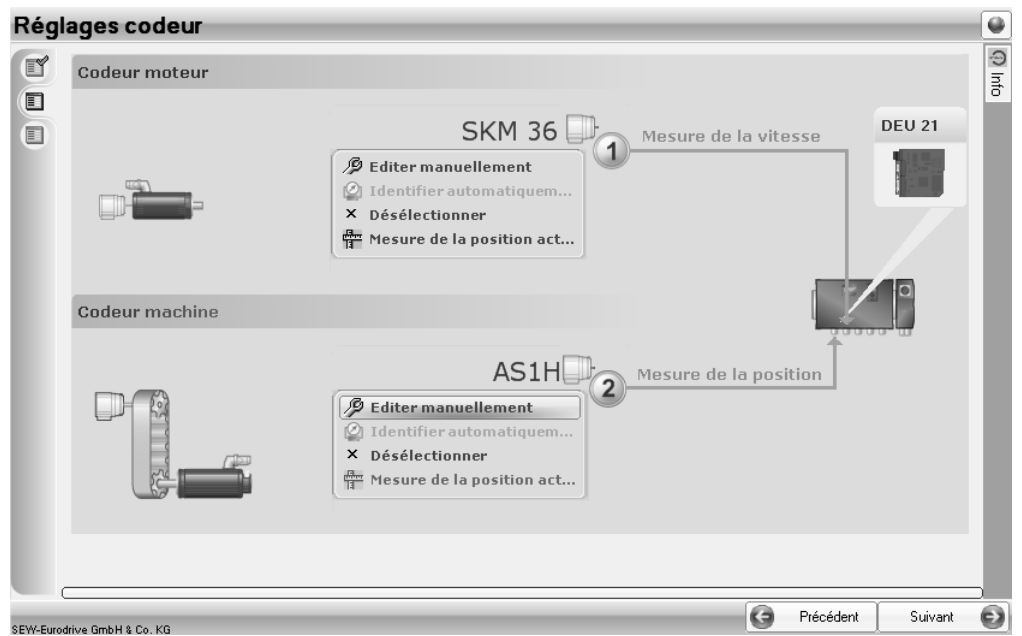 Réglages codeur
Info
Codeur moteur
SKM 36
1
Mesure de la vitesse
DEU 21
Editer manuellement
Identifier automatiquem...
Désélectionner
Mesure de la position act...
Codeur machine
AS1H
2
Mesure de la position
Editer manuellement
Identifier automatiquem...
Désélectionner
Mesure de la position act...
Précédent
Suivant
SEW-Eurodrive GmbH & Co. KG